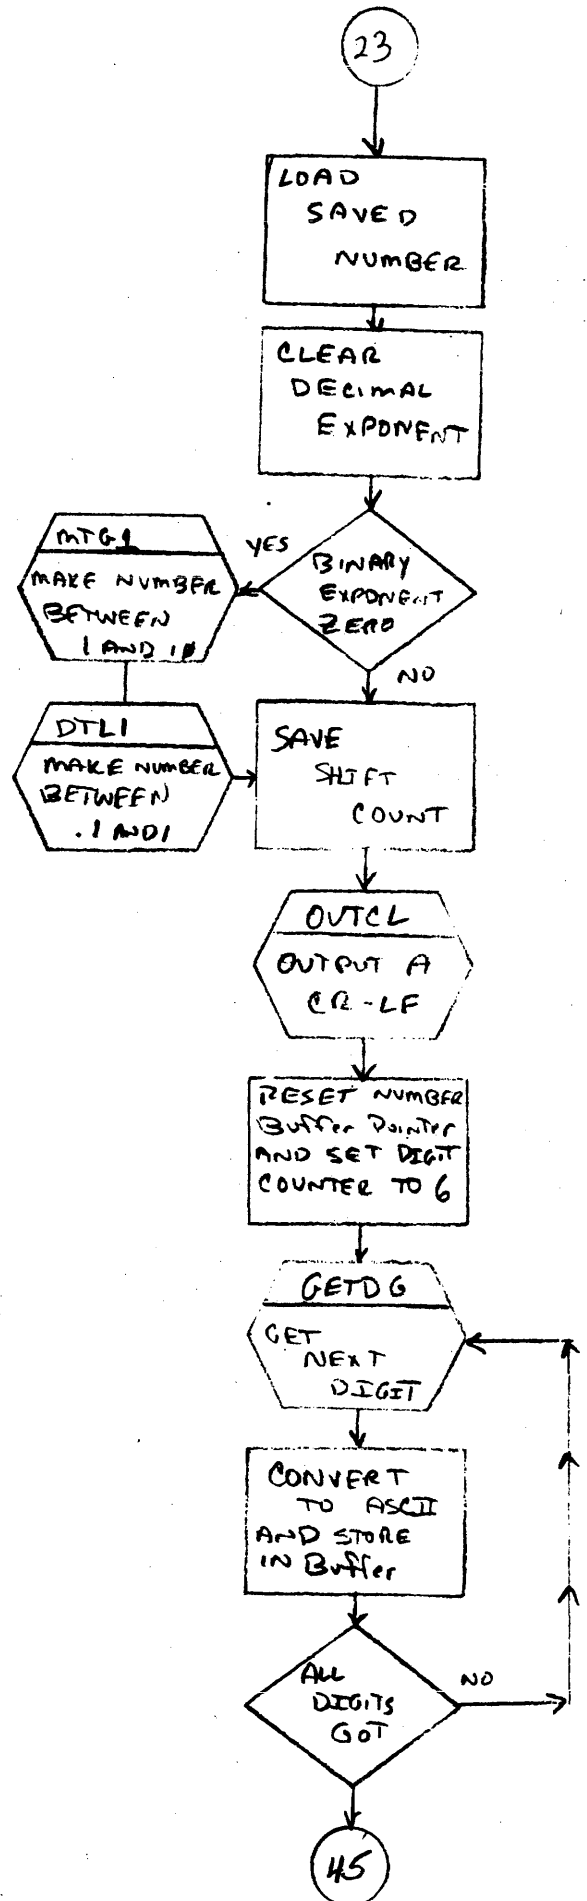 23
LOAD
SAVED
NUMBER
CLEAR
DECIMAL
EXPONENT
BINARY
EXPONENT
ZERO
YES
NO
MTG1
MAKE NUMBER
BETWEEN
1 AND 10
DTL1
MAKE NUMBER
BETWEEN
.1 AND 1
SAVE
SHIFT
COUNT
OUTCL
OUTPUT A
CR-LF
RESET NUMBER
Buffer Pointer
AND SET DIGIT
COUNTER TO 6
GETDG
GET
NEXT
DIGIT
CONVERT
TO ASCII
AND STORE
IN Buffer
ALL
DIGITS
GOT
NO
45